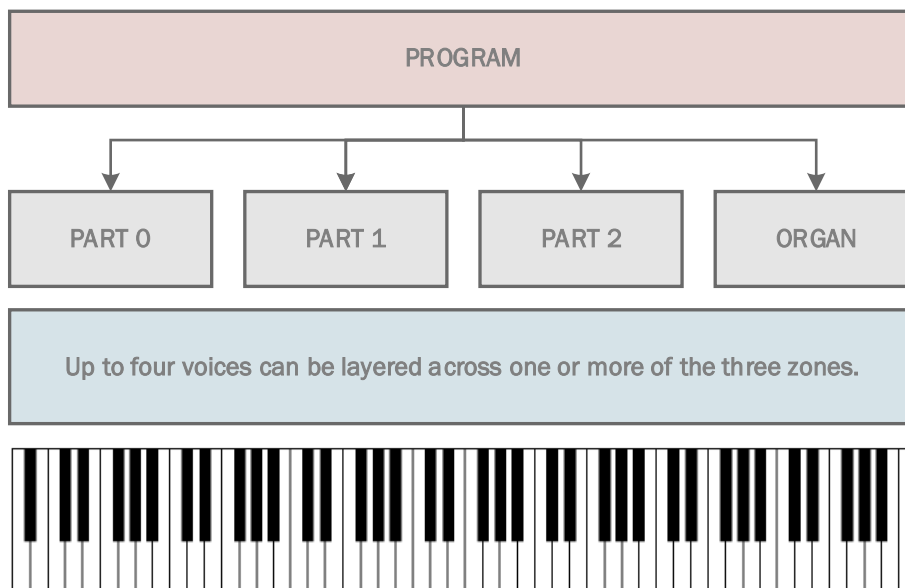 PROGRAM
PART 0
PART 1
PART 2
ORGAN
Up to four voices can be layered across one or more of the three zones.